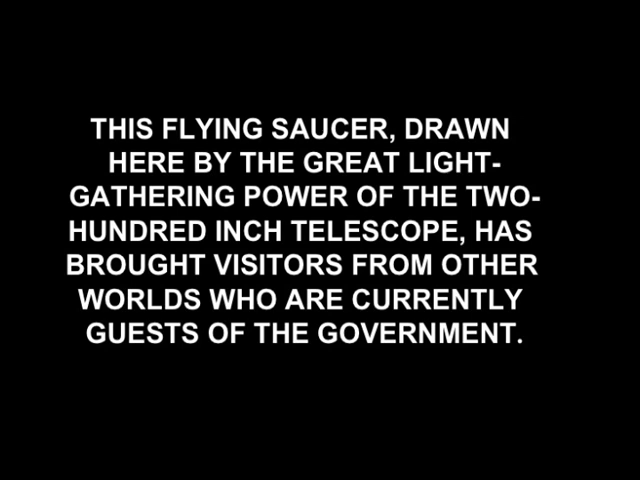 THIS FLYING SAUCER, DRAWN
HERE BY THE GREAT LIGHT-
GATHERING POWER OF THE TWO-
HUNDRED INCH TELESCOPE, HAS
BROUGHT VISITORS FROM OTHER
WORLDS WHO ARE CURRENTLY
GUESTS OF THE GOVERNMENT.